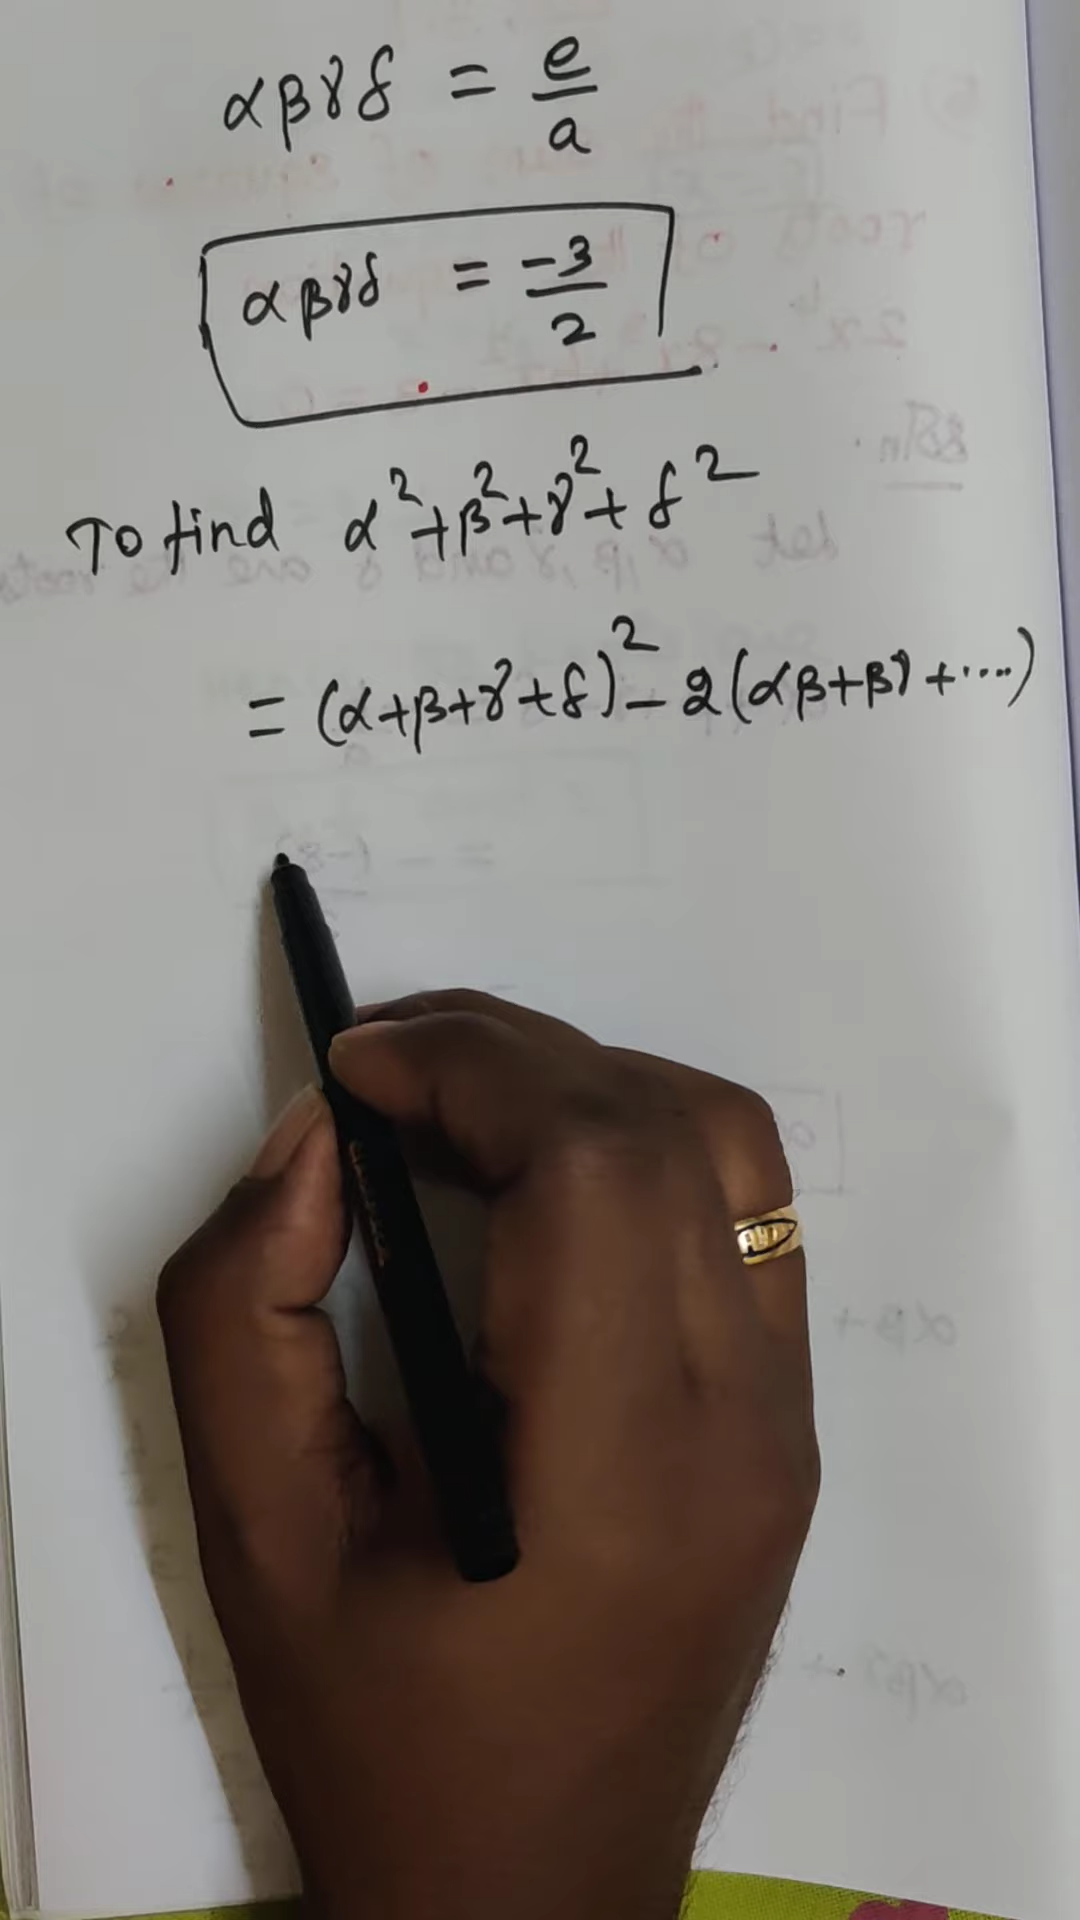 αβγδ = e/a
αβγδ = -3/2
To find α²+β²+γ²+δ²
= (α+β+γ+δ)² - 2(αβ+βγ+....)